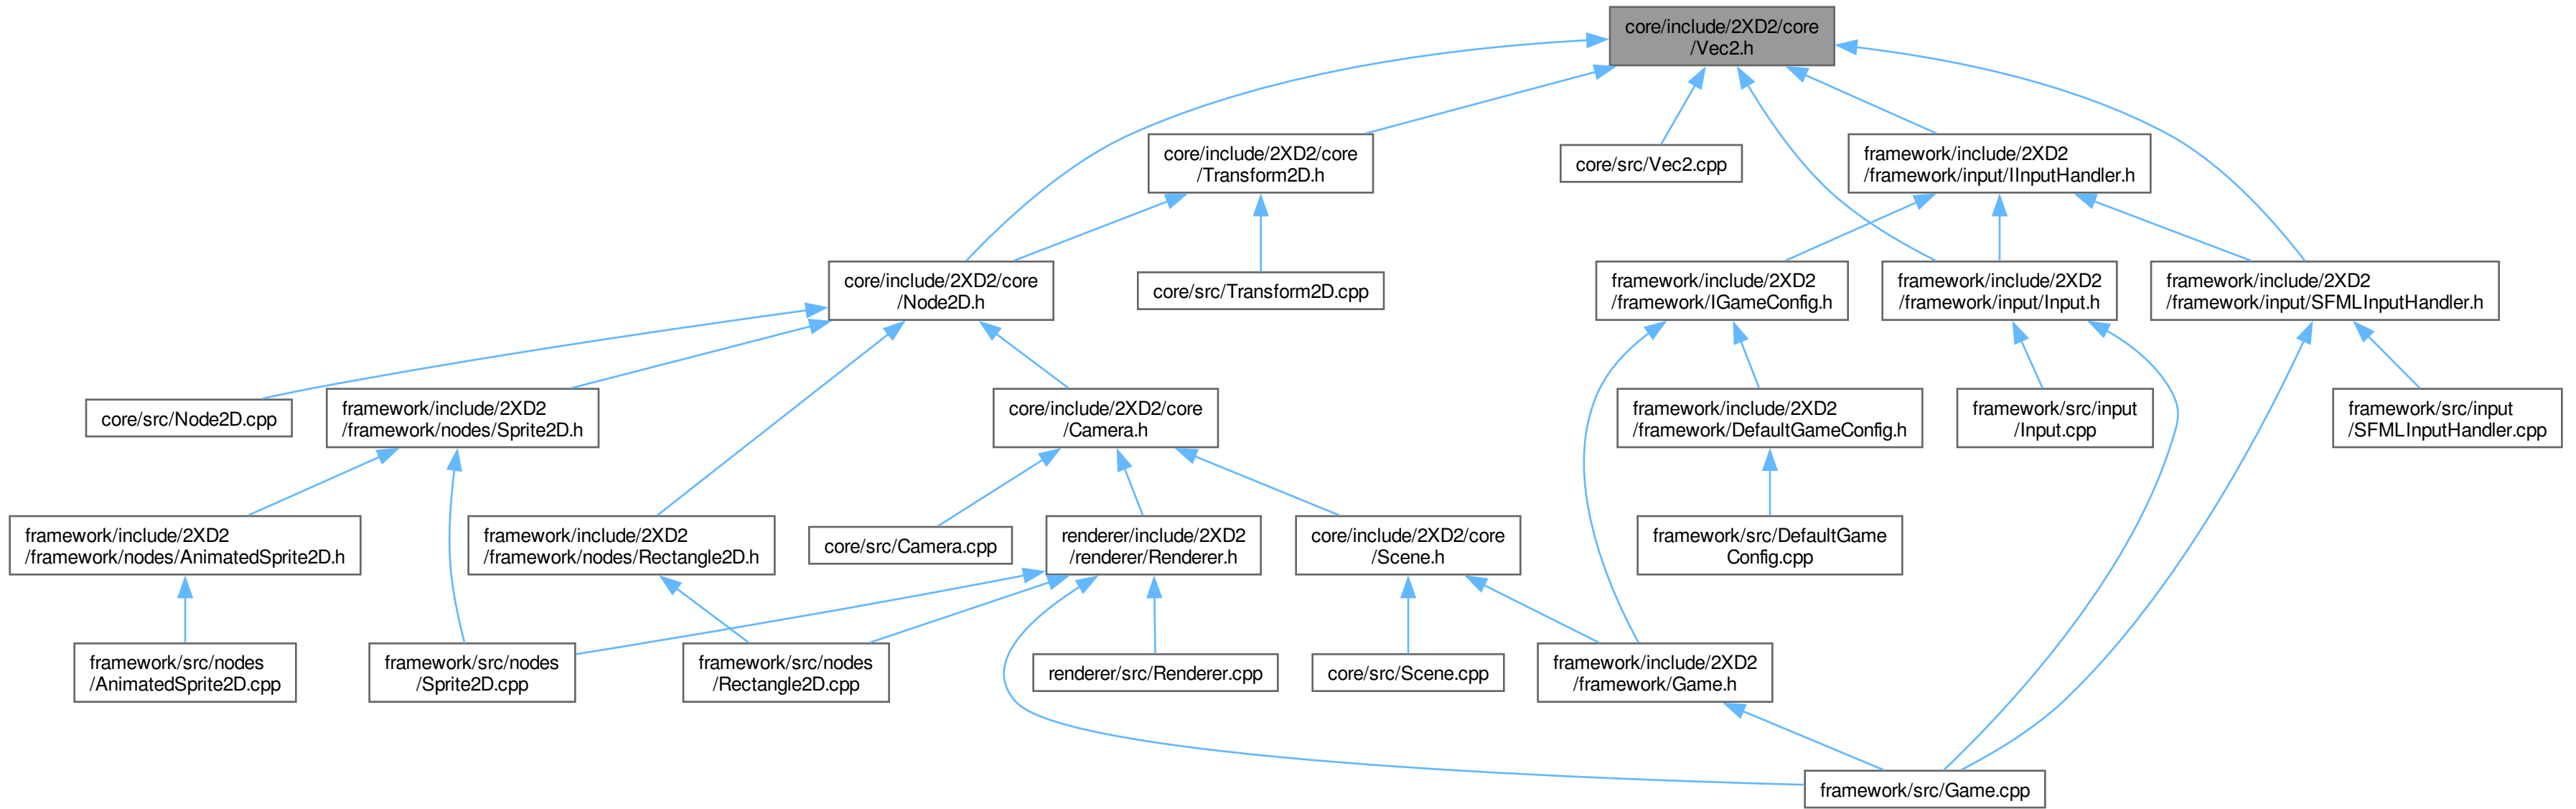 core/include/2XD2/core
/Vec2.h
core/include/2XD2/core
/Transform2D.h
core/src/Vec2.cpp
framework/include/2XD2
/framework/input/IInputHandler.h
core/include/2XD2/core
/Node2D.h
core/src/Transform2D.cpp
framework/include/2XD2
/framework/IGameConfig.h
framework/include/2XD2
/framework/input/Input.h
framework/include/2XD2
/framework/input/SFMLInputHandler.h
core/src/Node2D.cpp
framework/include/2XD2
/framework/nodes/Sprite2D.h
core/include/2XD2/core
/Camera.h
framework/include/2XD2
/framework/DefaultGameConfig.h
framework/src/input
/Input.cpp
framework/src/input
/SFMLInputHandler.cpp
framework/include/2XD2
/framework/nodes/AnimatedSprite2D.h
framework/include/2XD2
/framework/nodes/Rectangle2D.h
core/src/Camera.cpp
renderer/include/2XD2
/renderer/Renderer.h
core/include/2XD2/core
/Scene.h
framework/src/DefaultGame
Config.cpp
framework/src/nodes
/AnimatedSprite2D.cpp
framework/src/nodes
/Sprite2D.cpp
framework/src/nodes
/Rectangle2D.cpp
renderer/src/Renderer.cpp
core/src/Scene.cpp
framework/include/2XD2
/framework/Game.h
framework/src/Game.cpp